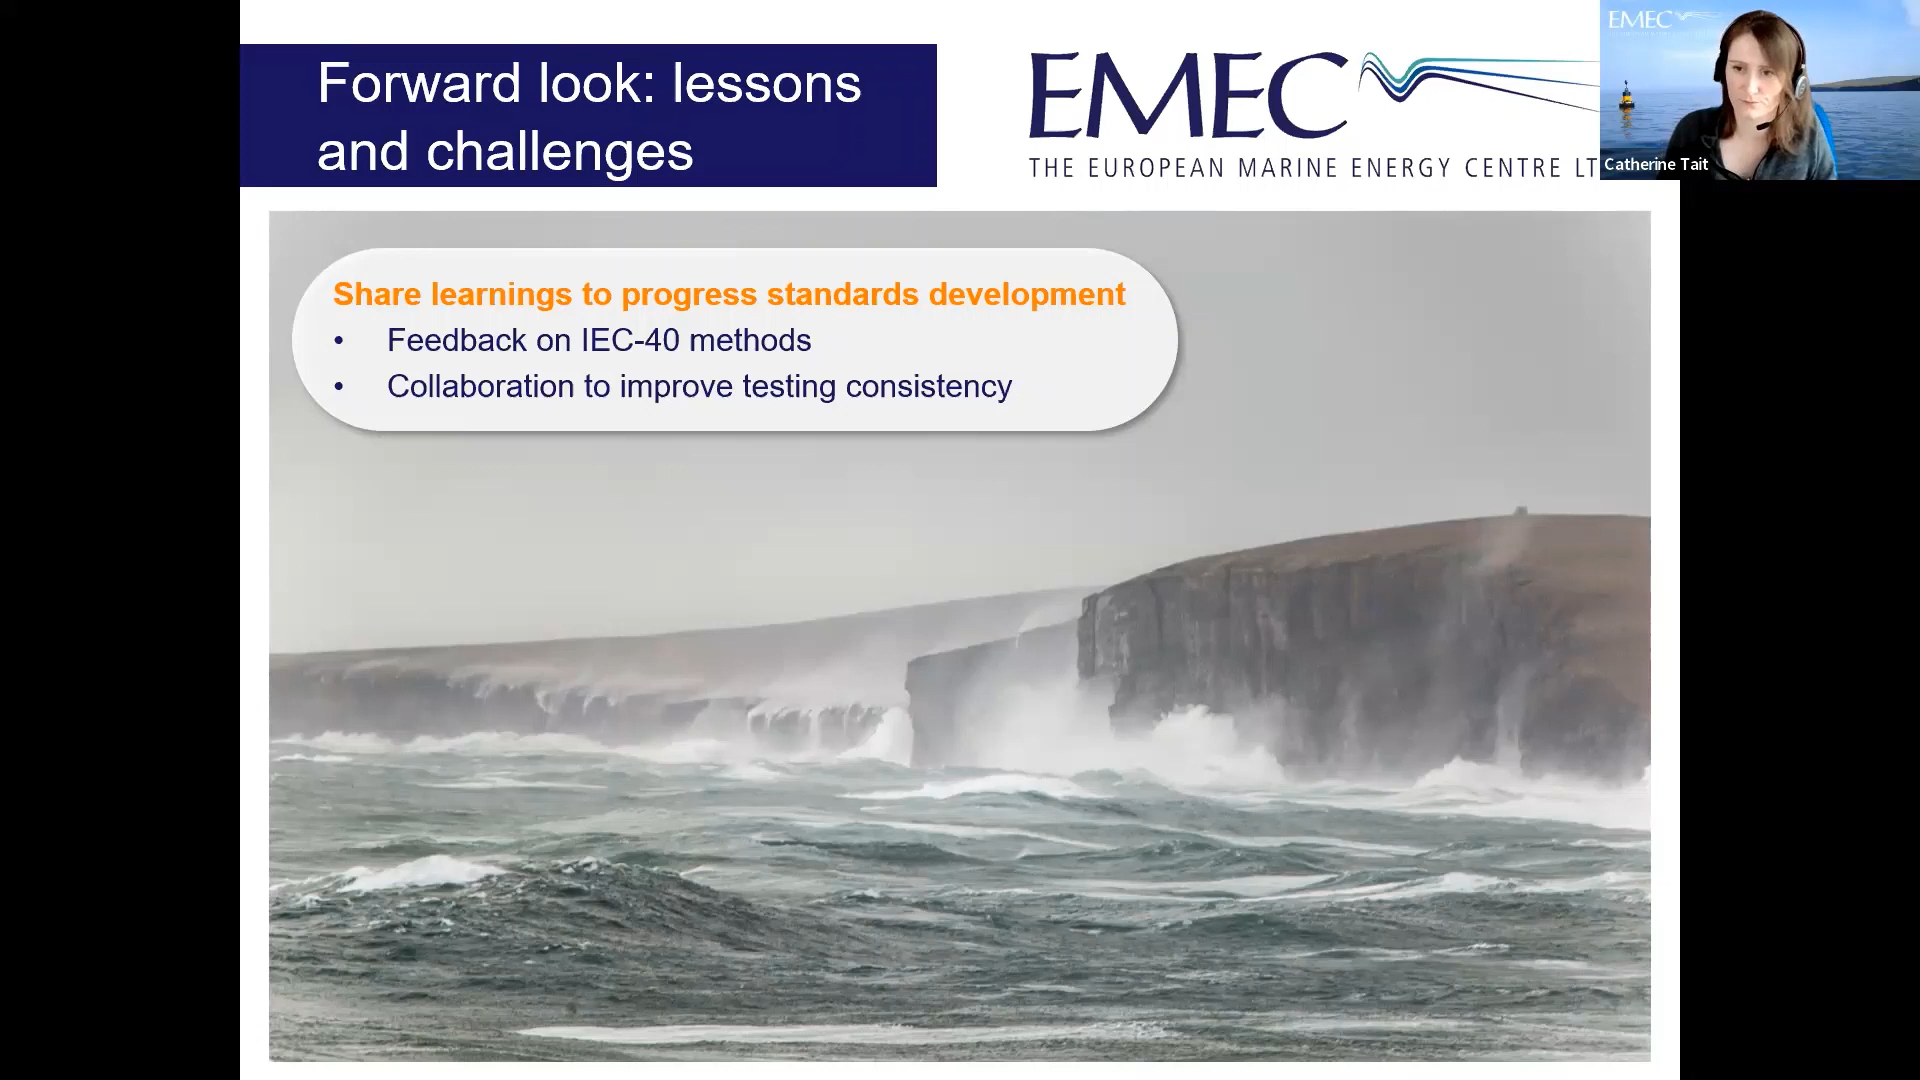 Forward look: lessons
and challenges
EMEC
THE EUROPEAN MARINE ENERGY CENTRE LT
EMEC
Catherine Tait
Share learnings to progress standards development
• Feedback on IEC-40 methods
• Collaboration to improve testing consistency